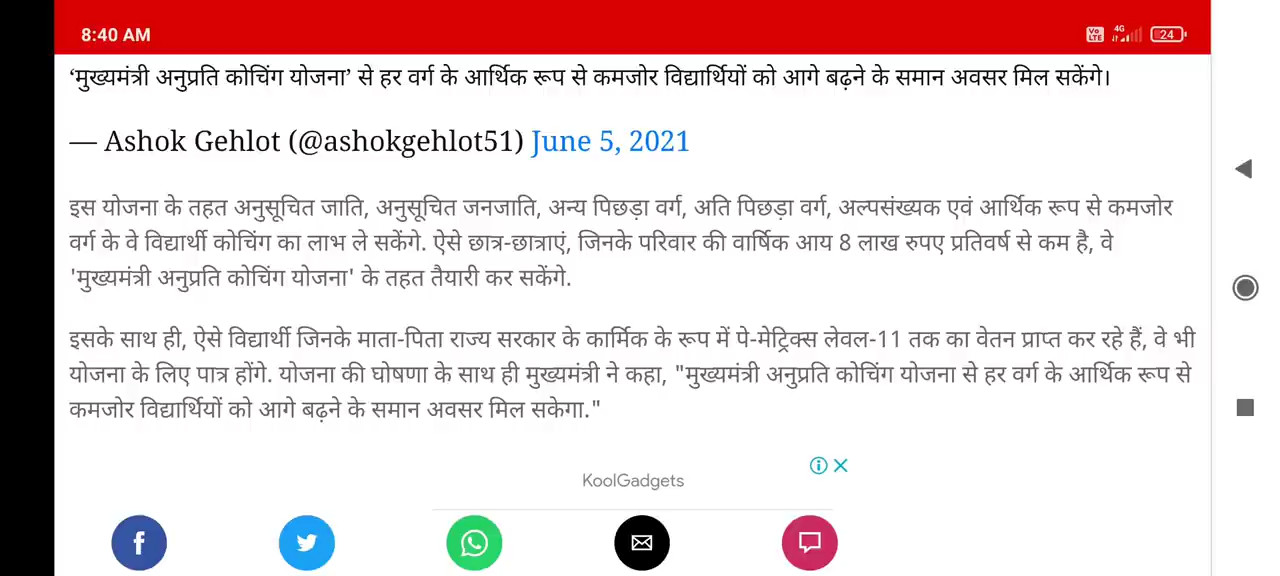 8:40 AM
Vo LTE 4G 24
‘मुख्यमंत्री अनुप्रति कोचिंग योजना’ से हर वर्ग के आर्थिक रूप से कमजोर विद्यार्थियों को आगे बढ़ने के समान अवसर मिल सकेंगे।
— Ashok Gehlot (@ashokgehlot51) June 5, 2021
इस योजना के तहत अनुसूचित जाति, अनुसूचित जनजाति, अन्य पिछड़ा वर्ग, अति पिछड़ा वर्ग, अल्पसंख्यक एवं आर्थिक रूप से कमजोर
वर्ग के वे विद्यार्थी कोचिंग का लाभ ले सकेंगे. ऐसे छात्र-छात्राएं, जिनके परिवार की वार्षिक आय 8 लाख रुपए प्रतिवर्ष से कम है, वे
'मुख्यमंत्री अनुप्रति कोचिंग योजना' के तहत तैयारी कर सकेंगे.
इसके साथ ही, ऐसे विद्यार्थी जिनके माता-पिता राज्य सरकार के कार्मिक के रूप में पे-मेट्रिक्स लेवल-11 तक का वेतन प्राप्त कर रहे हैं, वे भी
योजना के लिए पात्र होंगे. योजना की घोषणा के साथ ही मुख्यमंत्री ने कहा, "मुख्यमंत्री अनुप्रति कोचिंग योजना से हर वर्ग के आर्थिक रूप से
कमजोर विद्यार्थियों को आगे बढ़ने के समान अवसर मिल सकेगा."
KoolGadgets